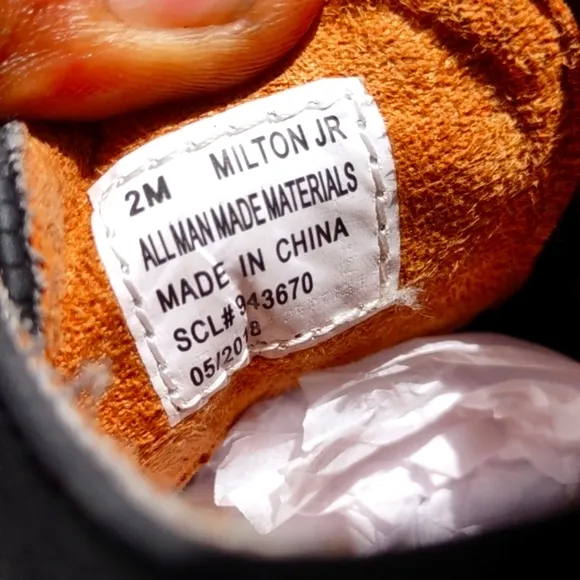 2M MILTON JR
ALL MAN MADE MATERIALS
MADE IN CHINA
SCL# 943670
05/2018